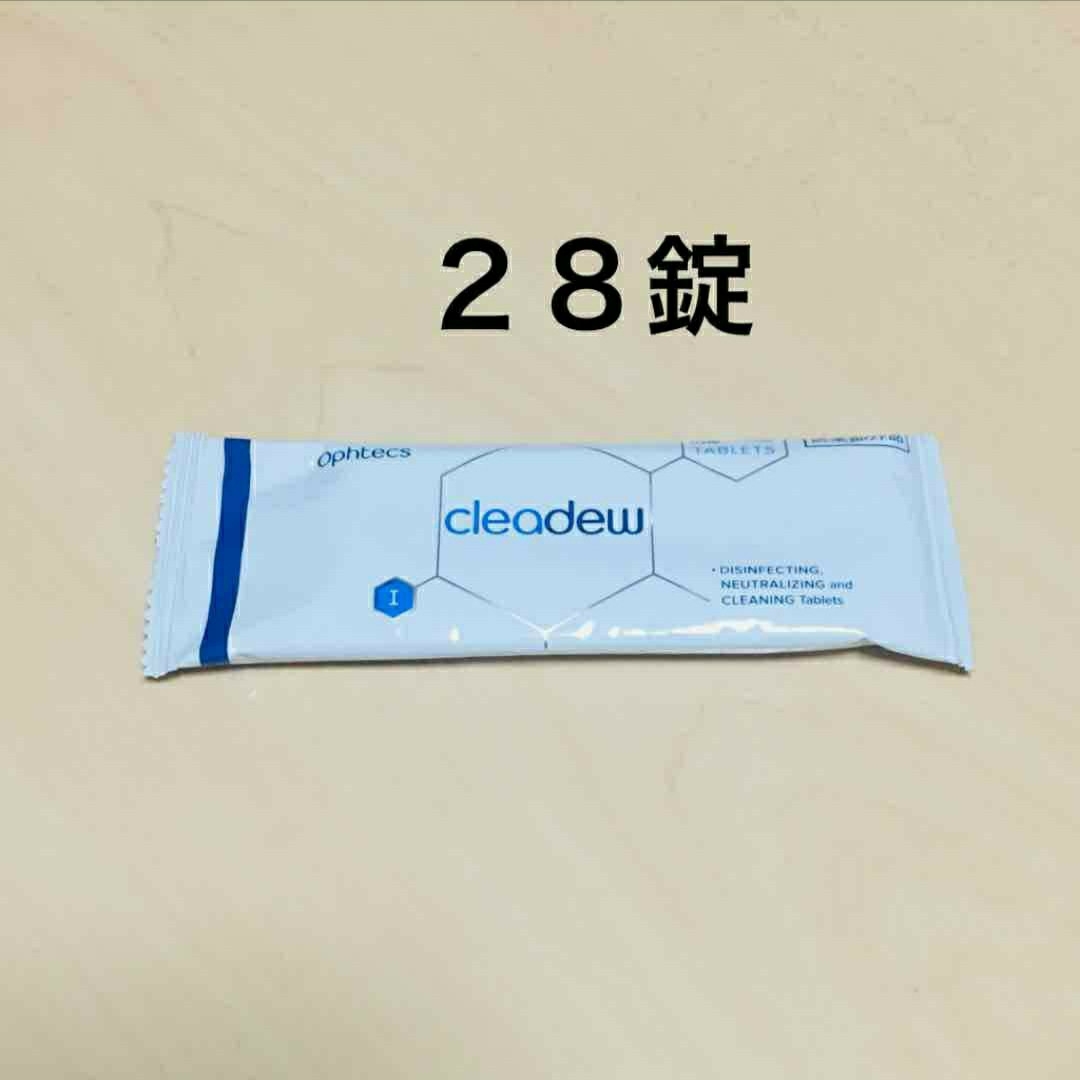 ２８錠
Ophtecs
TABLETS
cleadew
I
• DISINFECTING,
NEUTRALIZING and
CLEANING Tablets